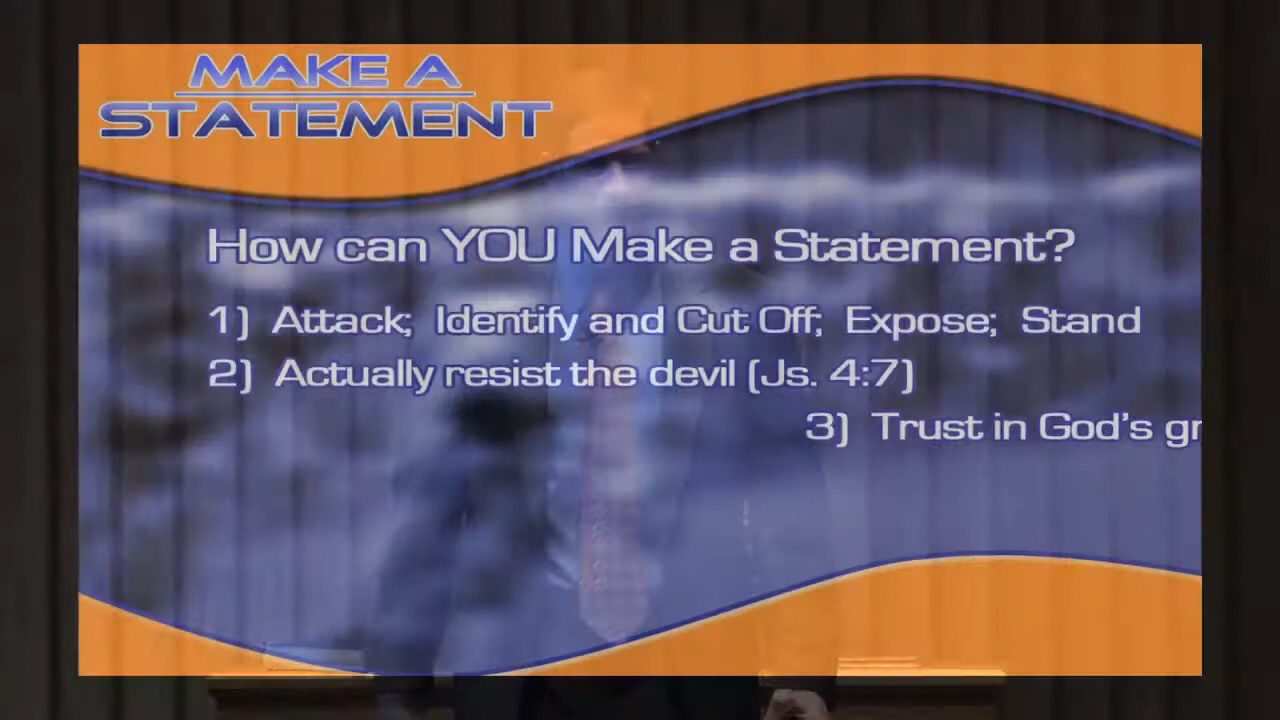 MAKE A
STATEMENT
How can YOU Make a Statement?
1) Attack; Identify and Cut Off; Expose; Stand
2) Actually resist the devil (Js. 4:7)
3) Trust in God's